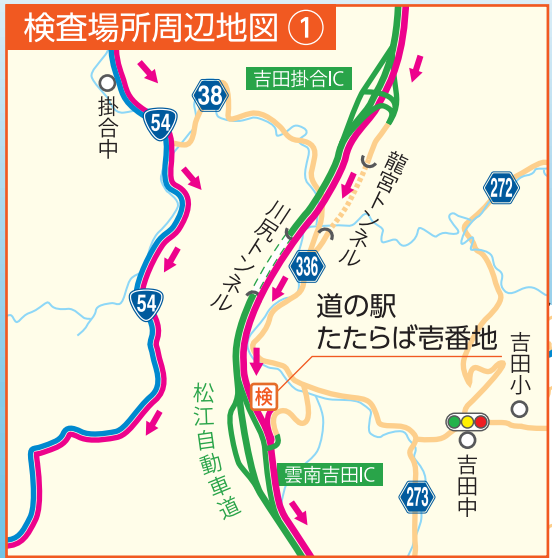 検査場所周辺地図 ①
吉田掛合IC
38
掛合中
54
龍宮トンネル
272
川尻トンネル
336
54
道の駅
たたらば壱番地
吉田小
検
松江自動車道
吉田中
雲南吉田IC
273